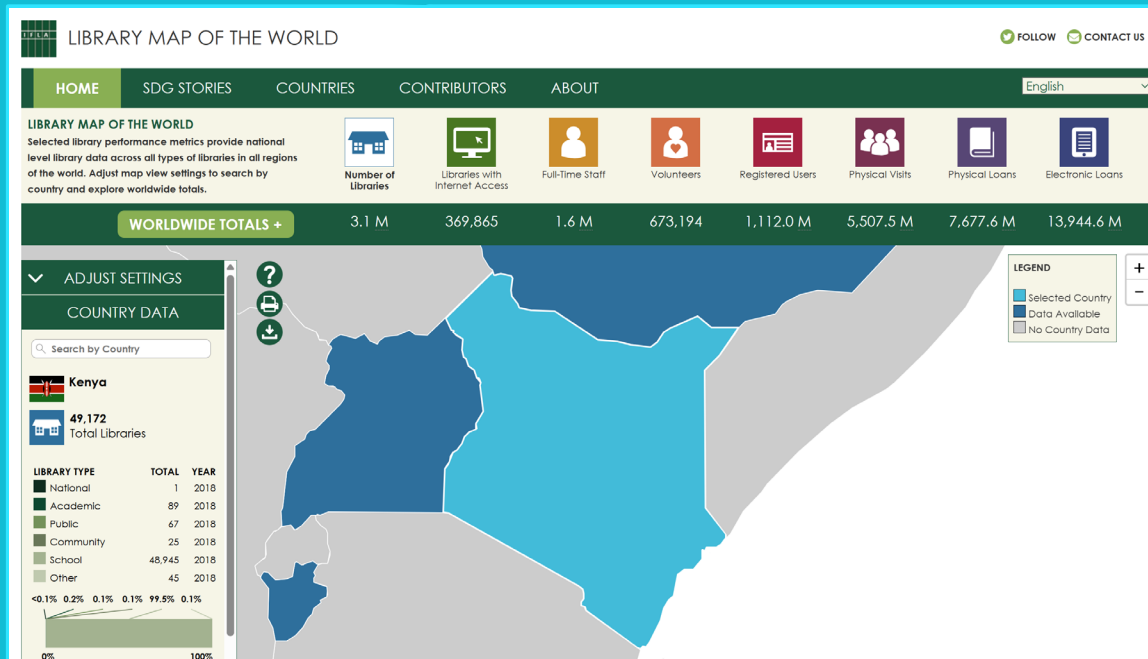 IFLA
LIBRARY MAP OF THE WORLD
FOLLOW CONTACT US
HOME SDG STORIES COUNTRIES CONTRIBUTORS ABOUT
English
LIBRARY MAP OF THE WORLD
Selected library performance metrics provide national
level library data across all types of libraries in all regions
of the world. Adjust map view settings to search by
country and explore worldwide totals.
Number of
Libraries
Libraries with
Internet Access
Full-Time Staff
Volunteers
Registered Users
Physical Visits
Physical Loans
Electronic Loans
WORLDWIDE TOTALS + 3.1 M 369,865 1.6 M 673,194 1,112.0 M 5,507.5 M 7,677.6 M 13,944.6 M
ADJUST SETTINGS
COUNTRY DATA
Search by Country
Kenya
49,172
Total Libraries
LIBRARY TYPE TOTAL YEAR
National 1 2018
Academic 89 2018
Public 67 2018
Community 25 2018
School 48,945 2018
Other 45 2018
<0.1% 0.2% 0.1% 0.1% 99.5% 0.1%
0% 100%
?
LEGEND
Selected Country
Data Available
No Country Data
+
−